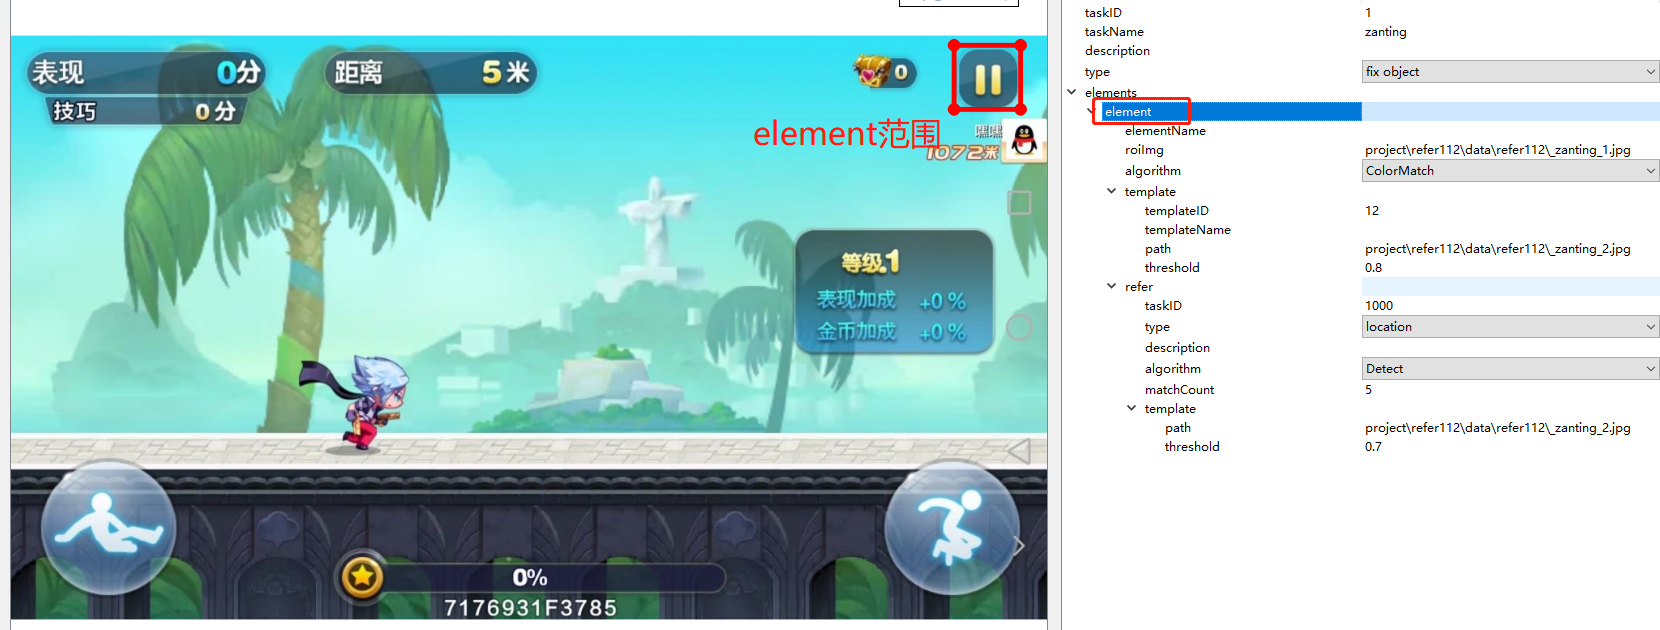 表现 0分
技巧 0分
距离 5米
0
element范围
嘿嘿
1072米
等级.1
表现加成 +0%
金币加成 +0%
0%
7176931F3785
taskID 1
taskName zanting
description
type fix object
elements
element
elementName
roiImg project\refer112\data\refer112\_zanting_1.jpg
algorithm ColorMatch
template
templateID 12
templateName
path project\refer112\data\refer112\_zanting_2.jpg
threshold 0.8
refer
taskID 1000
type location
description
algorithm Detect
matchCount 5
template
path project\refer112\data\refer112\_zanting_2.jpg
threshold 0.7